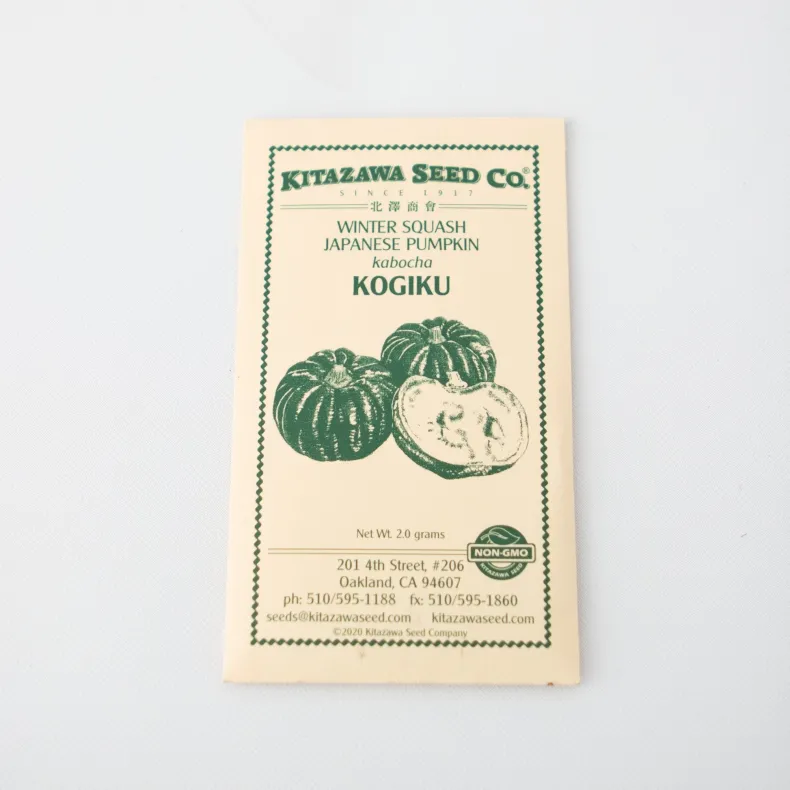 KITAZAWA SEED CO.®
SINCE 1917
北澤商會
WINTER SQUASH
JAPANESE PUMPKIN
kabocha
KOGIKU
Net Wt. 2.0 grams
NON-GMO
KITAZAWA SEED
201 4th Street, #206
Oakland, CA 94607
ph: 510/595-1188 fx: 510/595-1860
seeds@kitazawaseed.com kitazawaseed.com
©2020 Kitazawa Seed Company